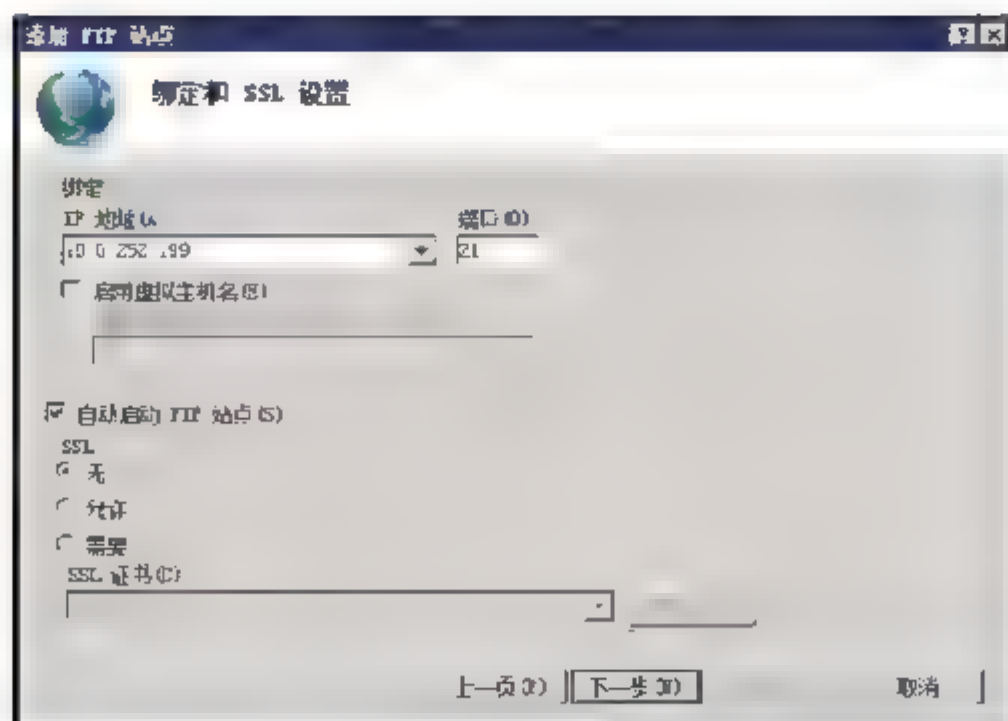 添加 FTP 站点
绑定和 SSL 设置
绑定
IP 地址(A
端口(O)
21
启用虚拟主机名(E)
自动启动 FTP 站点(S)
SSL
无
允许
需要
SSL 证书(C)
上一页(P)
下一步(N)
取消